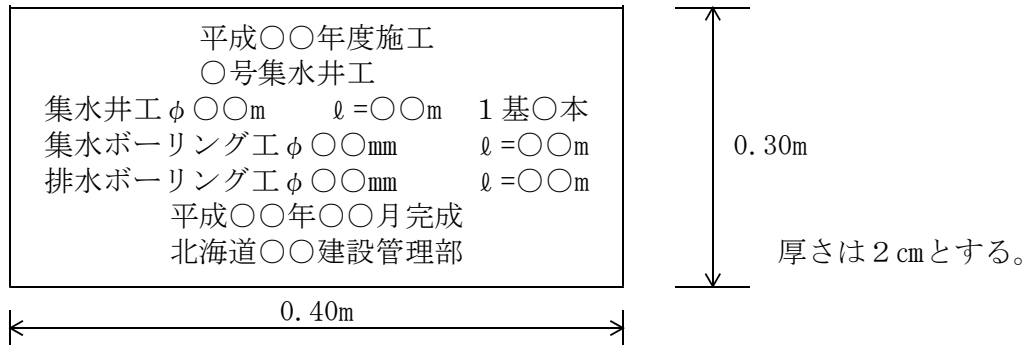 平成○○年度施工
○号集水井工
集水井工φ○○m ℓ=○○m 1基○本
集水ボーリング工φ○○㎜ ℓ=○○m
排水ボーリング工φ○○㎜ ℓ=○○m
平成○○年○○月完成
北海道○○建設管理部
0.30m
厚さは2㎝とする。
0.40m